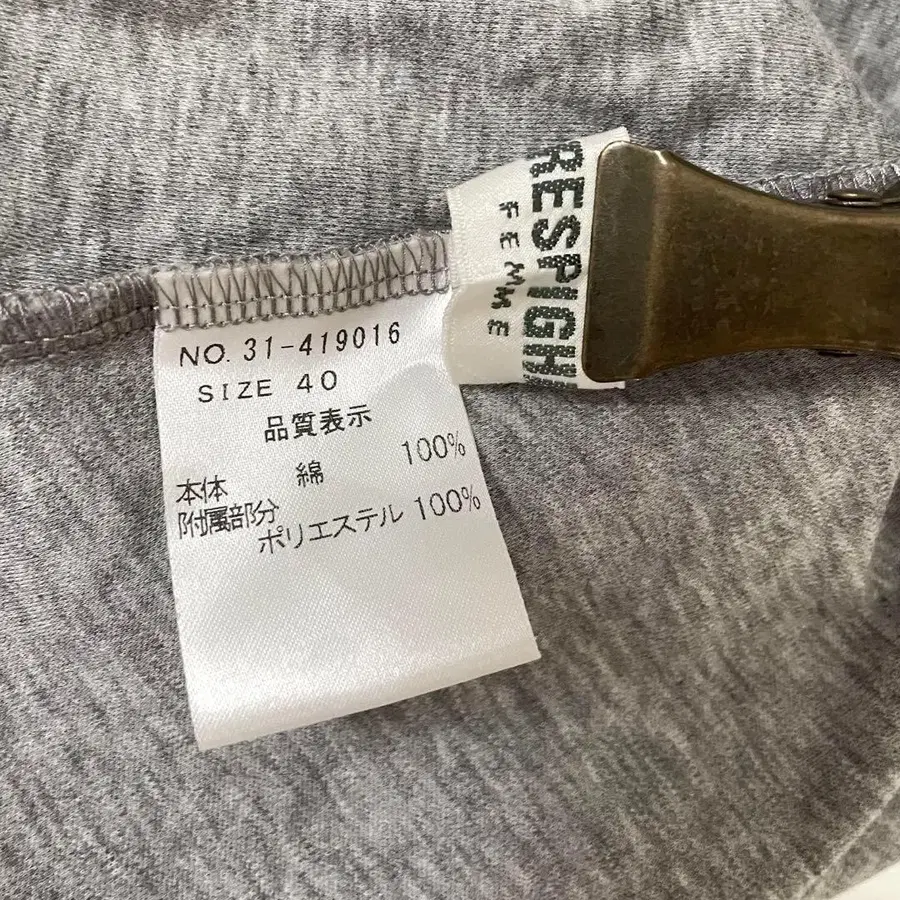 NO. 31-419016
SIZE 40
品質表示
本体 綿 100%
附属部分
ポリエステル 100%
RESPIGHI
FEMME